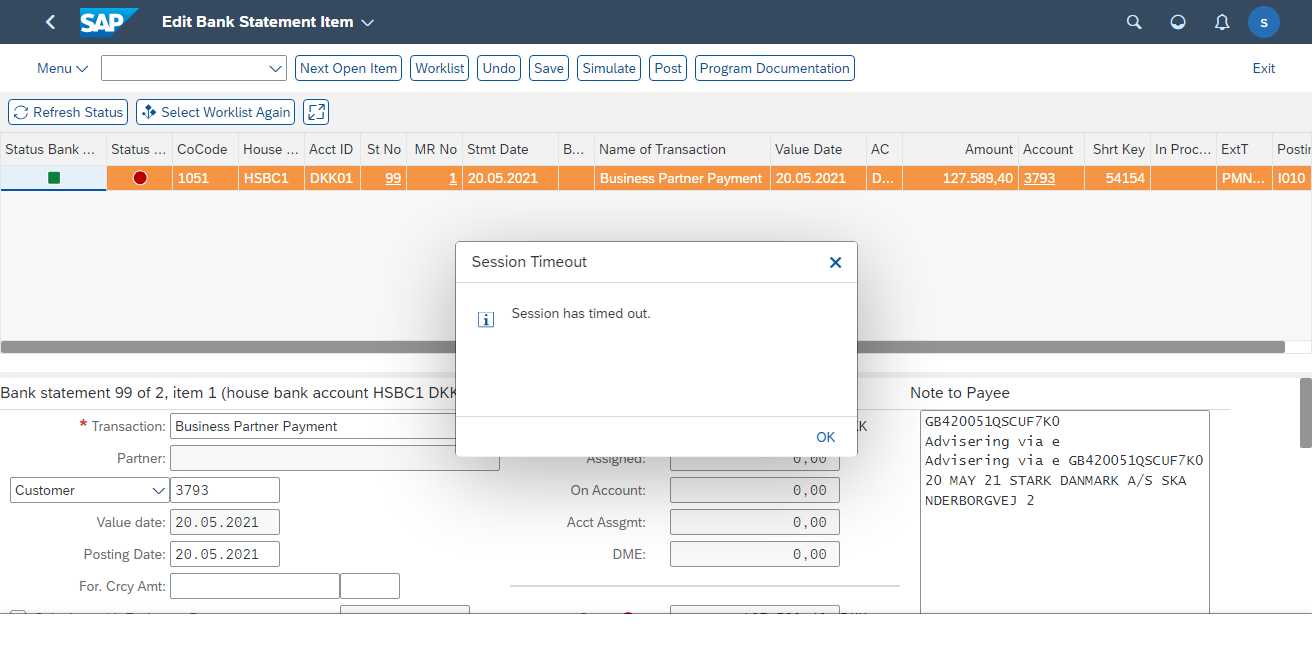 SAP Edit Bank Statement Item S
Menu Next Open Item Worklist Undo Save Simulate Post Program Documentation Exit
Refresh Status Select Worklist Again
Status Bank ... Status ... CoCode House ... Acct ID St No MR No Stmt Date B... Name of Transaction Value Date AC Amount Account Shrt Key In Proc... ExtT Postin
1051 HSBC1 DKK01 99 1 20.05.2021 Business Partner Payment 20.05.2021 D... 127.589,40 3793 54154 PMN... I010
Session Timeout
Session has timed out.
OK
Bank statement 99 of 2, item 1 (house bank account HSBC1 DKK
* Transaction: Business Partner Payment
Partner:
Customer 3793
Value date: 20.05.2021
Posting Date: 20.05.2021
For. Crcy Amt:
K
Assigned: 0,00
On Account: 0,00
Acct Assgmt: 0,00
DME: 0,00
Note to Payee
GB420051QSCUF7K0
Advisering via e
Advisering via e GB420051QSCUF7K0
20 MAY 21 STARK DANMARK A/S SKA
NDERBORGVEJ 2